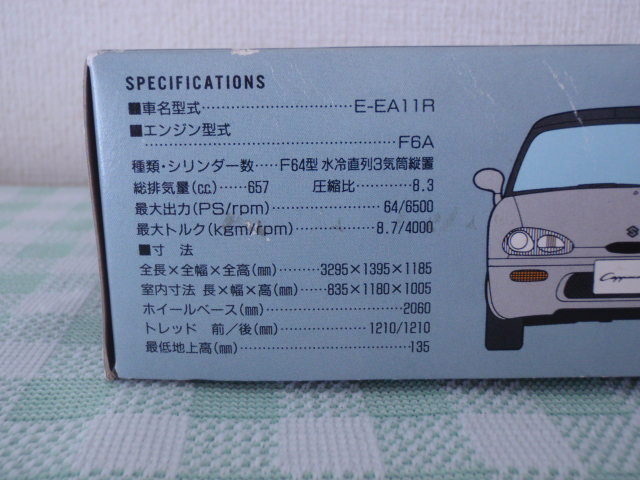 SPECIFICATIONS
■車名型式…………………………E-EA11R
■エンジン型式
……………………………F6A
種類・シリンダー数……F64型 水冷直列3気筒縦置
総排気量(c.c.)……657 圧縮比………8.3
最大出力(PS/rpm)…………………64/6500
最大トルク(kgm/rpm)………………8.7/4000
■寸 法
全長×全幅×全高(mm)…………3295×1395×1185
室内寸法 長×幅×高(mm)………835×1180×1005
ホイールベース(mm)………………………2060
トレッド 前/後(mm)………………1210/1210
最低地上高(mm)……………………………135